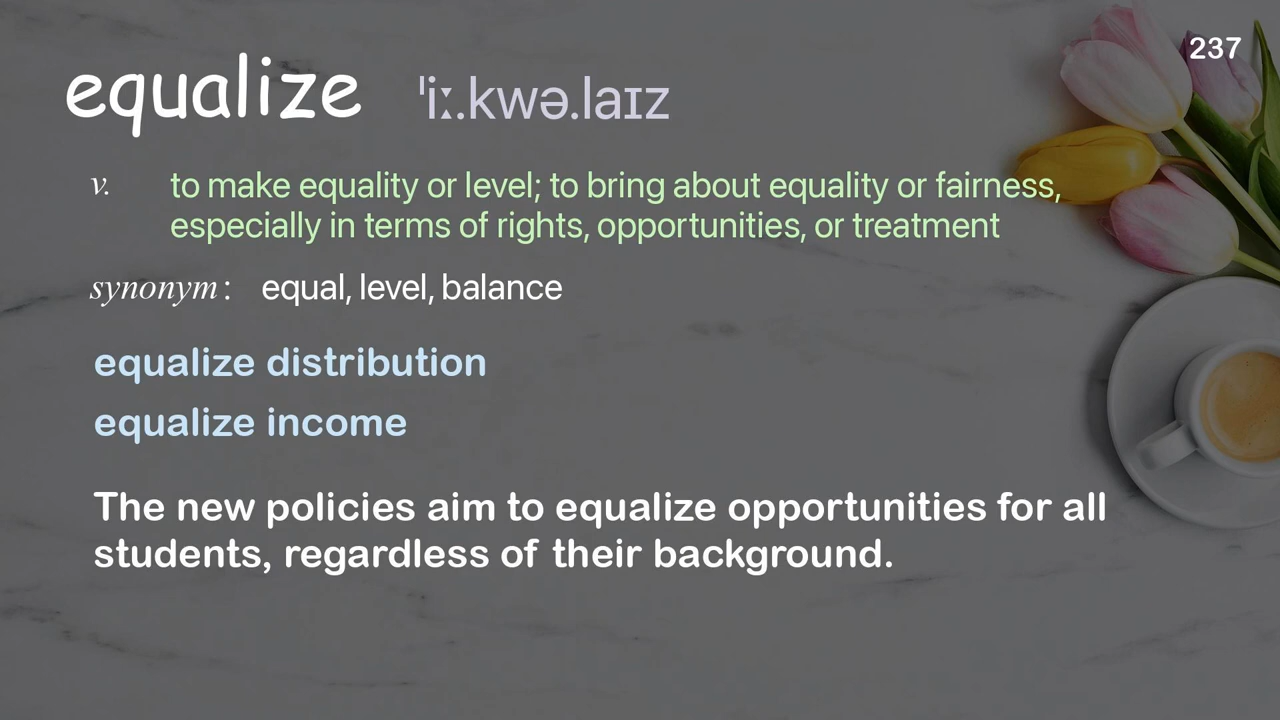 237
equalize ˈiː.kwə.laɪz
v. to make equality or level; to bring about equality or fairness,
especially in terms of rights, opportunities, or treatment
synonym : equal, level, balance
equalize distribution
equalize income
The new policies aim to equalize opportunities for all
students, regardless of their background.